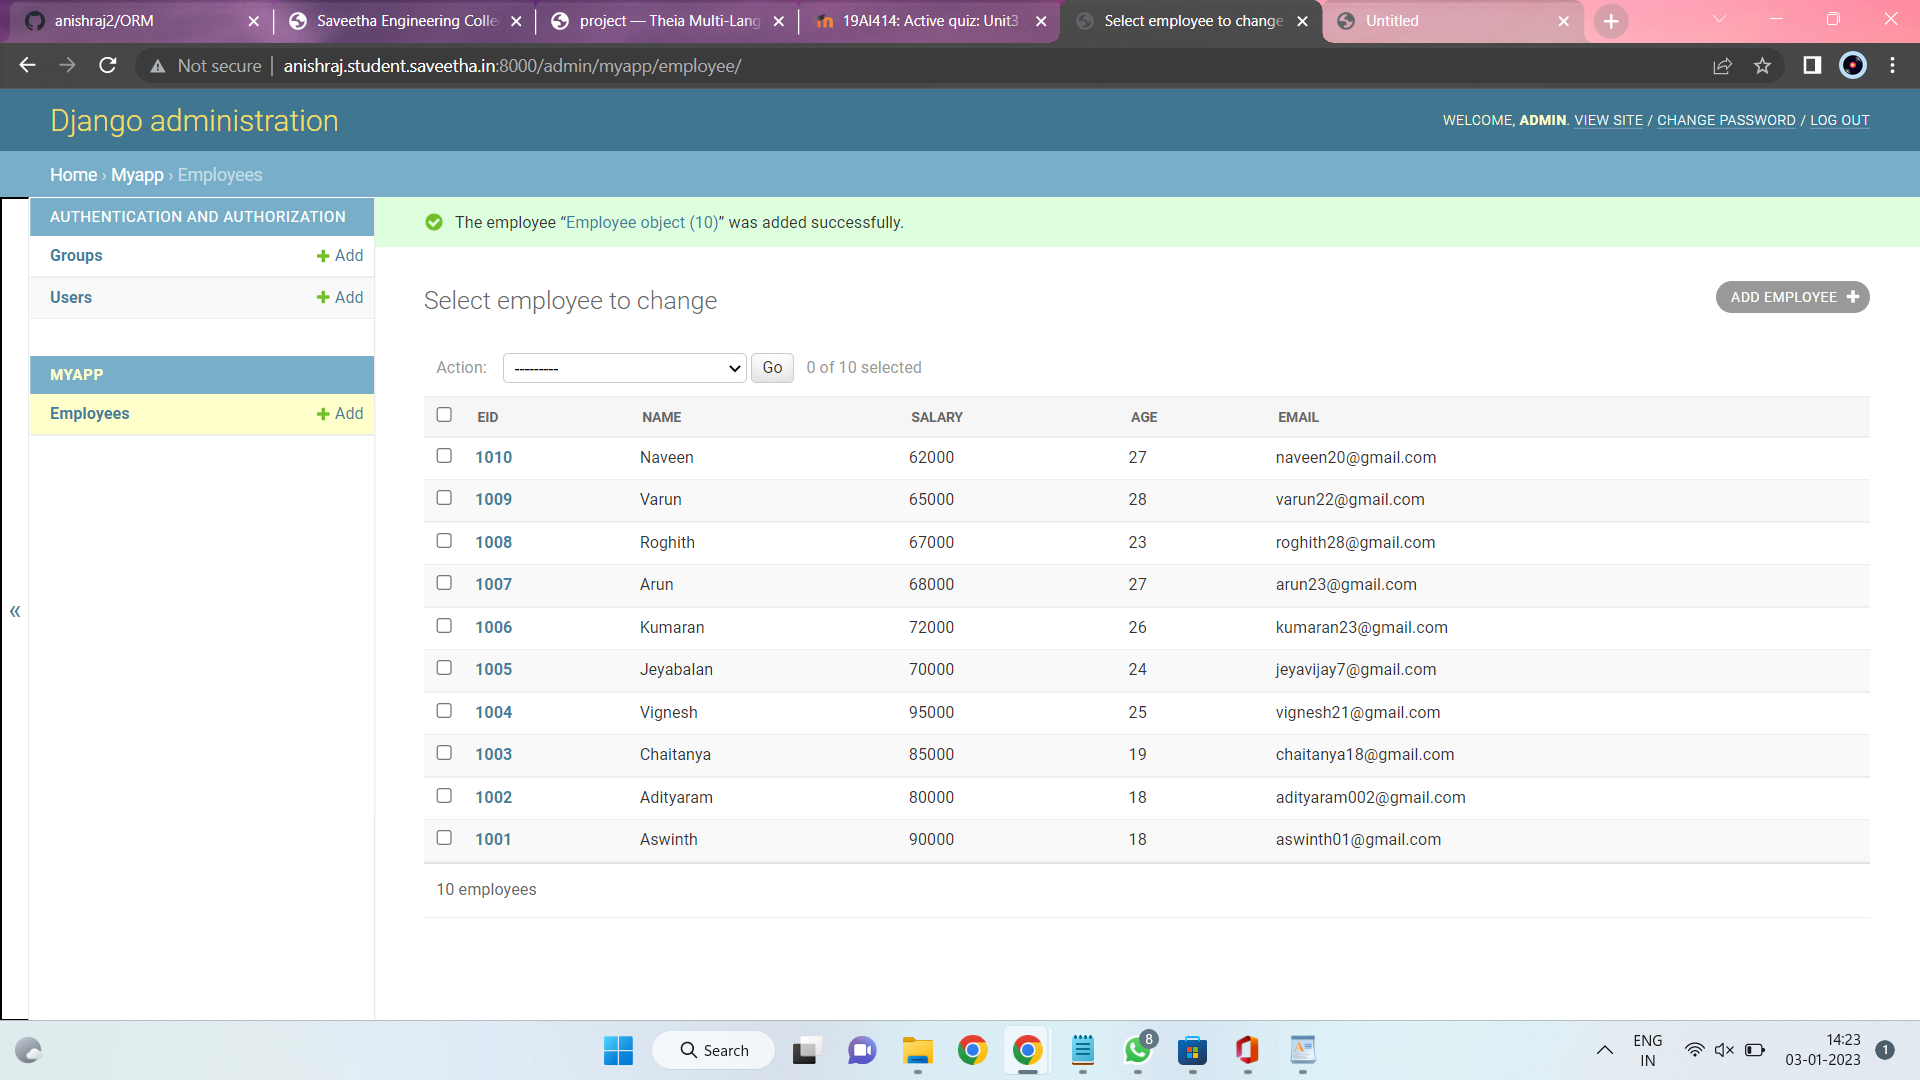 anishraj2/ORM
Saveetha Engineering Colle
project — Theia Multi-Lang
19AI414: Active quiz: Unit3
Select employee to change
Untitled
Not secure | anishraj.student.saveetha.in:8000/admin/myapp/employee/
Django administration
WELCOME, ADMIN. VIEW SITE / CHANGE PASSWORD / LOG OUT
Home › Myapp › Employees
AUTHENTICATION AND AUTHORIZATION
Groups + Add
Users + Add
MYAPP
Employees + Add
«
The employee “Employee object (10)” was added successfully.
Select employee to change
ADD EMPLOYEE +
Action: --------- Go 0 of 10 selected
EID NAME SALARY AGE EMAIL
1010 Naveen 62000 27 naveen20@gmail.com
1009 Varun 65000 28 varun22@gmail.com
1008 Roghith 67000 23 roghith28@gmail.com
1007 Arun 68000 27 arun23@gmail.com
1006 Kumaran 72000 26 kumaran23@gmail.com
1005 Jeyabalan 70000 24 jeyavijay7@gmail.com
1004 Vignesh 95000 25 vignesh21@gmail.com
1003 Chaitanya 85000 19 chaitanya18@gmail.com
1002 Adityaram 80000 18 adityaram002@gmail.com
1001 Aswinth 90000 18 aswinth01@gmail.com
10 employees
Search
8
ENG
IN
14:23
03-01-2023
1